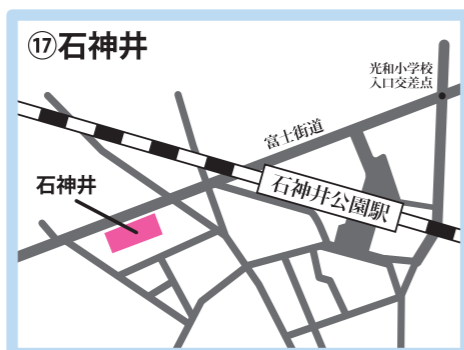 ⑰石神井
光和小学校
入口交差点
富士街道
石神井公園駅
石神井